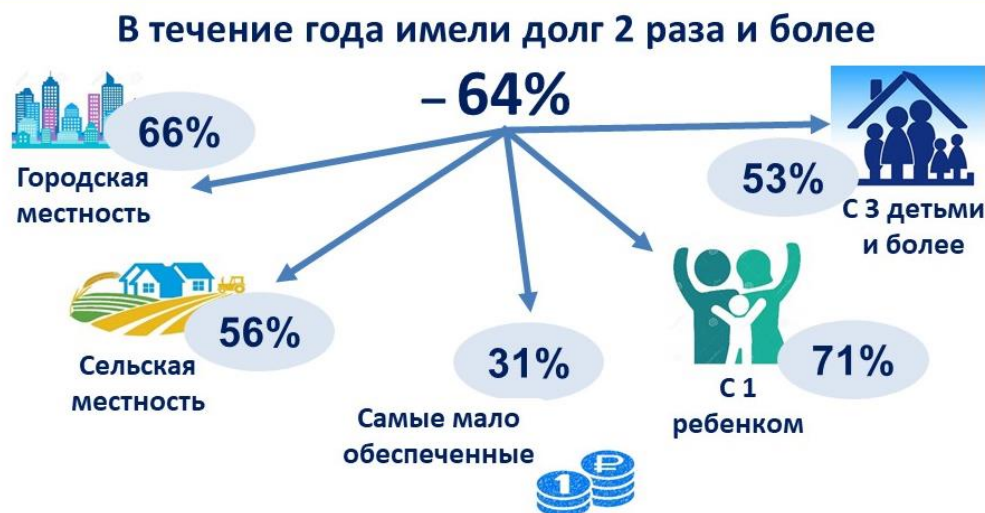 В течение года имели долг 2 раза и более
– 64%
66%
Городская
местность
53%
С 3 детьми
и более
56%
Сельская
местность
31%
Самые мало
обеспеченные
1 ₽
71%
С 1
ребенком